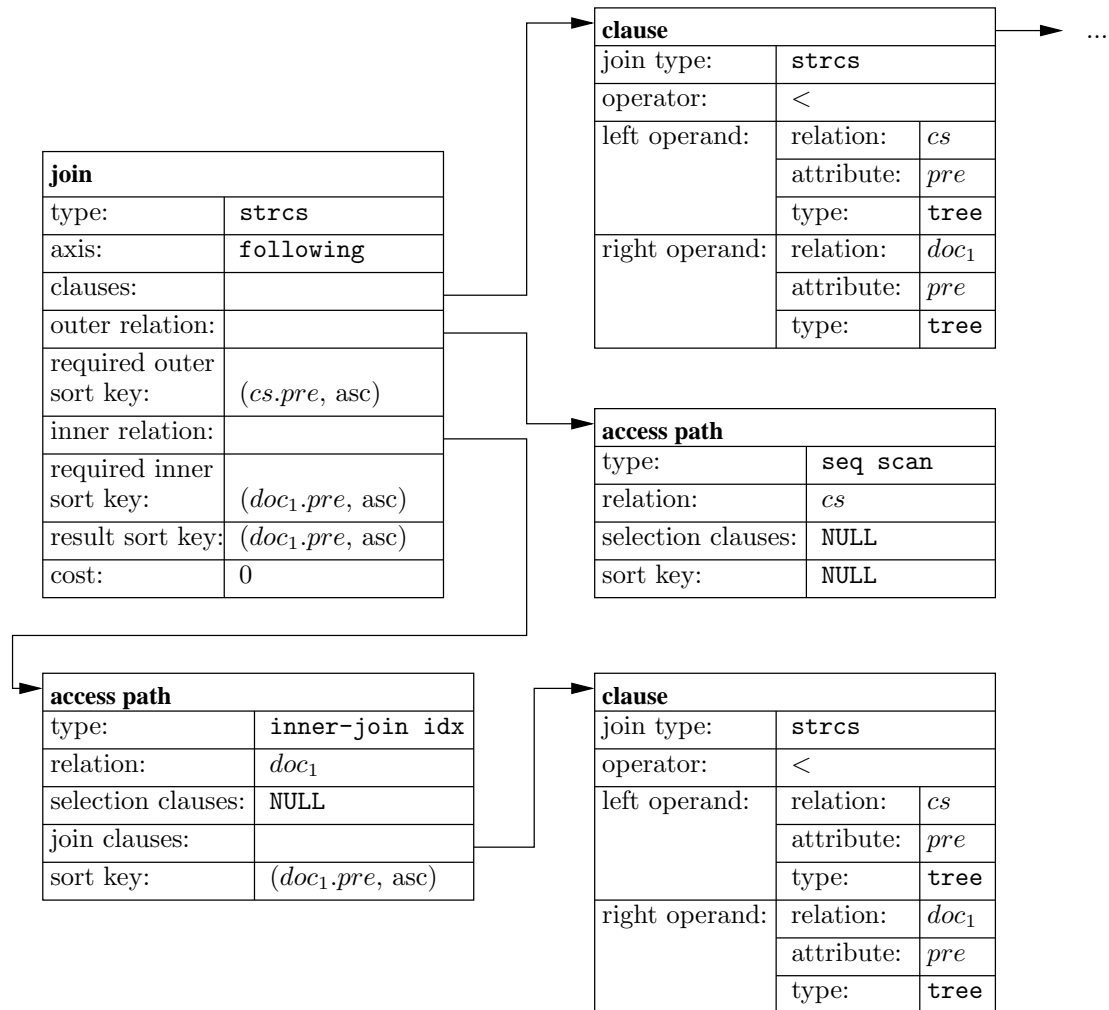 clause
...
join type: strcs
operator: <
left operand: relation: cs
attribute: pre
type: tree
right operand: relation: doc₁
attribute: pre
type: tree
join
type: strcs
axis: following
clauses:
outer relation:
required outer
sort key: (cs.pre, asc)
inner relation:
required inner
sort key: (doc₁.pre, asc)
result sort key: (doc₁.pre, asc)
cost: 0
access path
type: seq scan
relation: cs
selection clauses: NULL
sort key: NULL
access path
type: inner-join idx
relation: doc₁
selection clauses: NULL
join clauses:
sort key: (doc₁.pre, asc)
clause
join type: strcs
operator: <
left operand: relation: cs
attribute: pre
type: tree
right operand: relation: doc₁
attribute: pre
type: tree